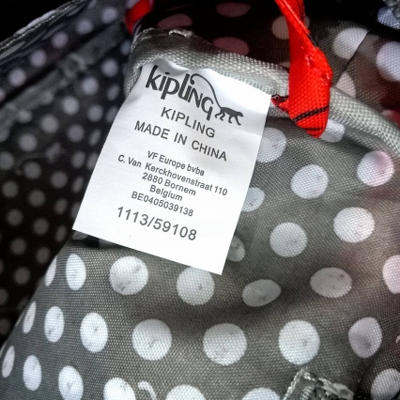 kipling
KIPLING
MADE IN CHINA
VF Europe bvba
C. Van Kerckhovenstraat 110
2880 Bornem
Belgium
BE0405039138
1113/59108